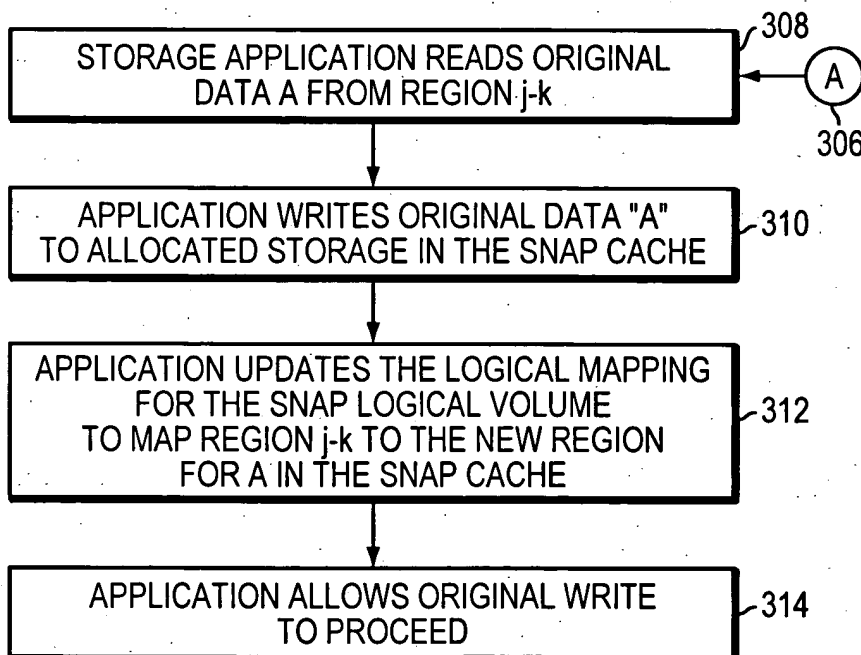 308
STORAGE APPLICATION READS ORIGINAL
DATA A FROM REGION j-k
A
306
APPLICATION WRITES ORIGINAL DATA "A"
TO ALLOCATED STORAGE IN THE SNAP CACHE
310
APPLICATION UPDATES THE LOGICAL MAPPING
FOR THE SNAP LOGICAL VOLUME
TO MAP REGION j-k TO THE NEW REGION
FOR A IN THE SNAP CACHE
312
APPLICATION ALLOWS ORIGINAL WRITE
TO PROCEED
314